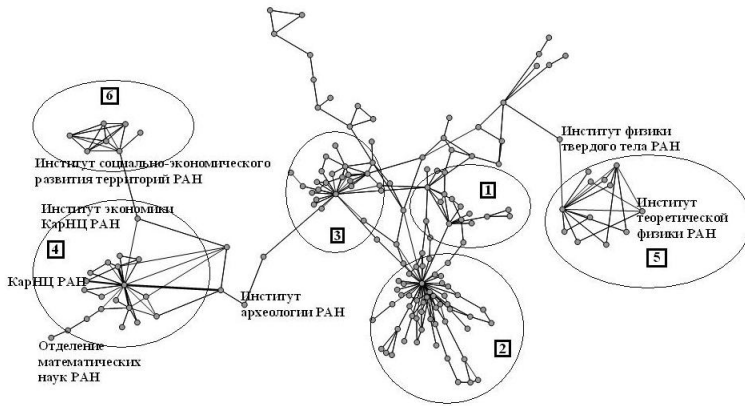 6
Институт социально-экономического
развития территорий РАН
Институт физики
твердого тела РАН
1
Институт экономики
КарНЦ РАН
Институт
теоретической
физики РАН
3
4
5
КарНЦ РАН
Институт
археологии РАН
2
Отделение
математических
наук РАН